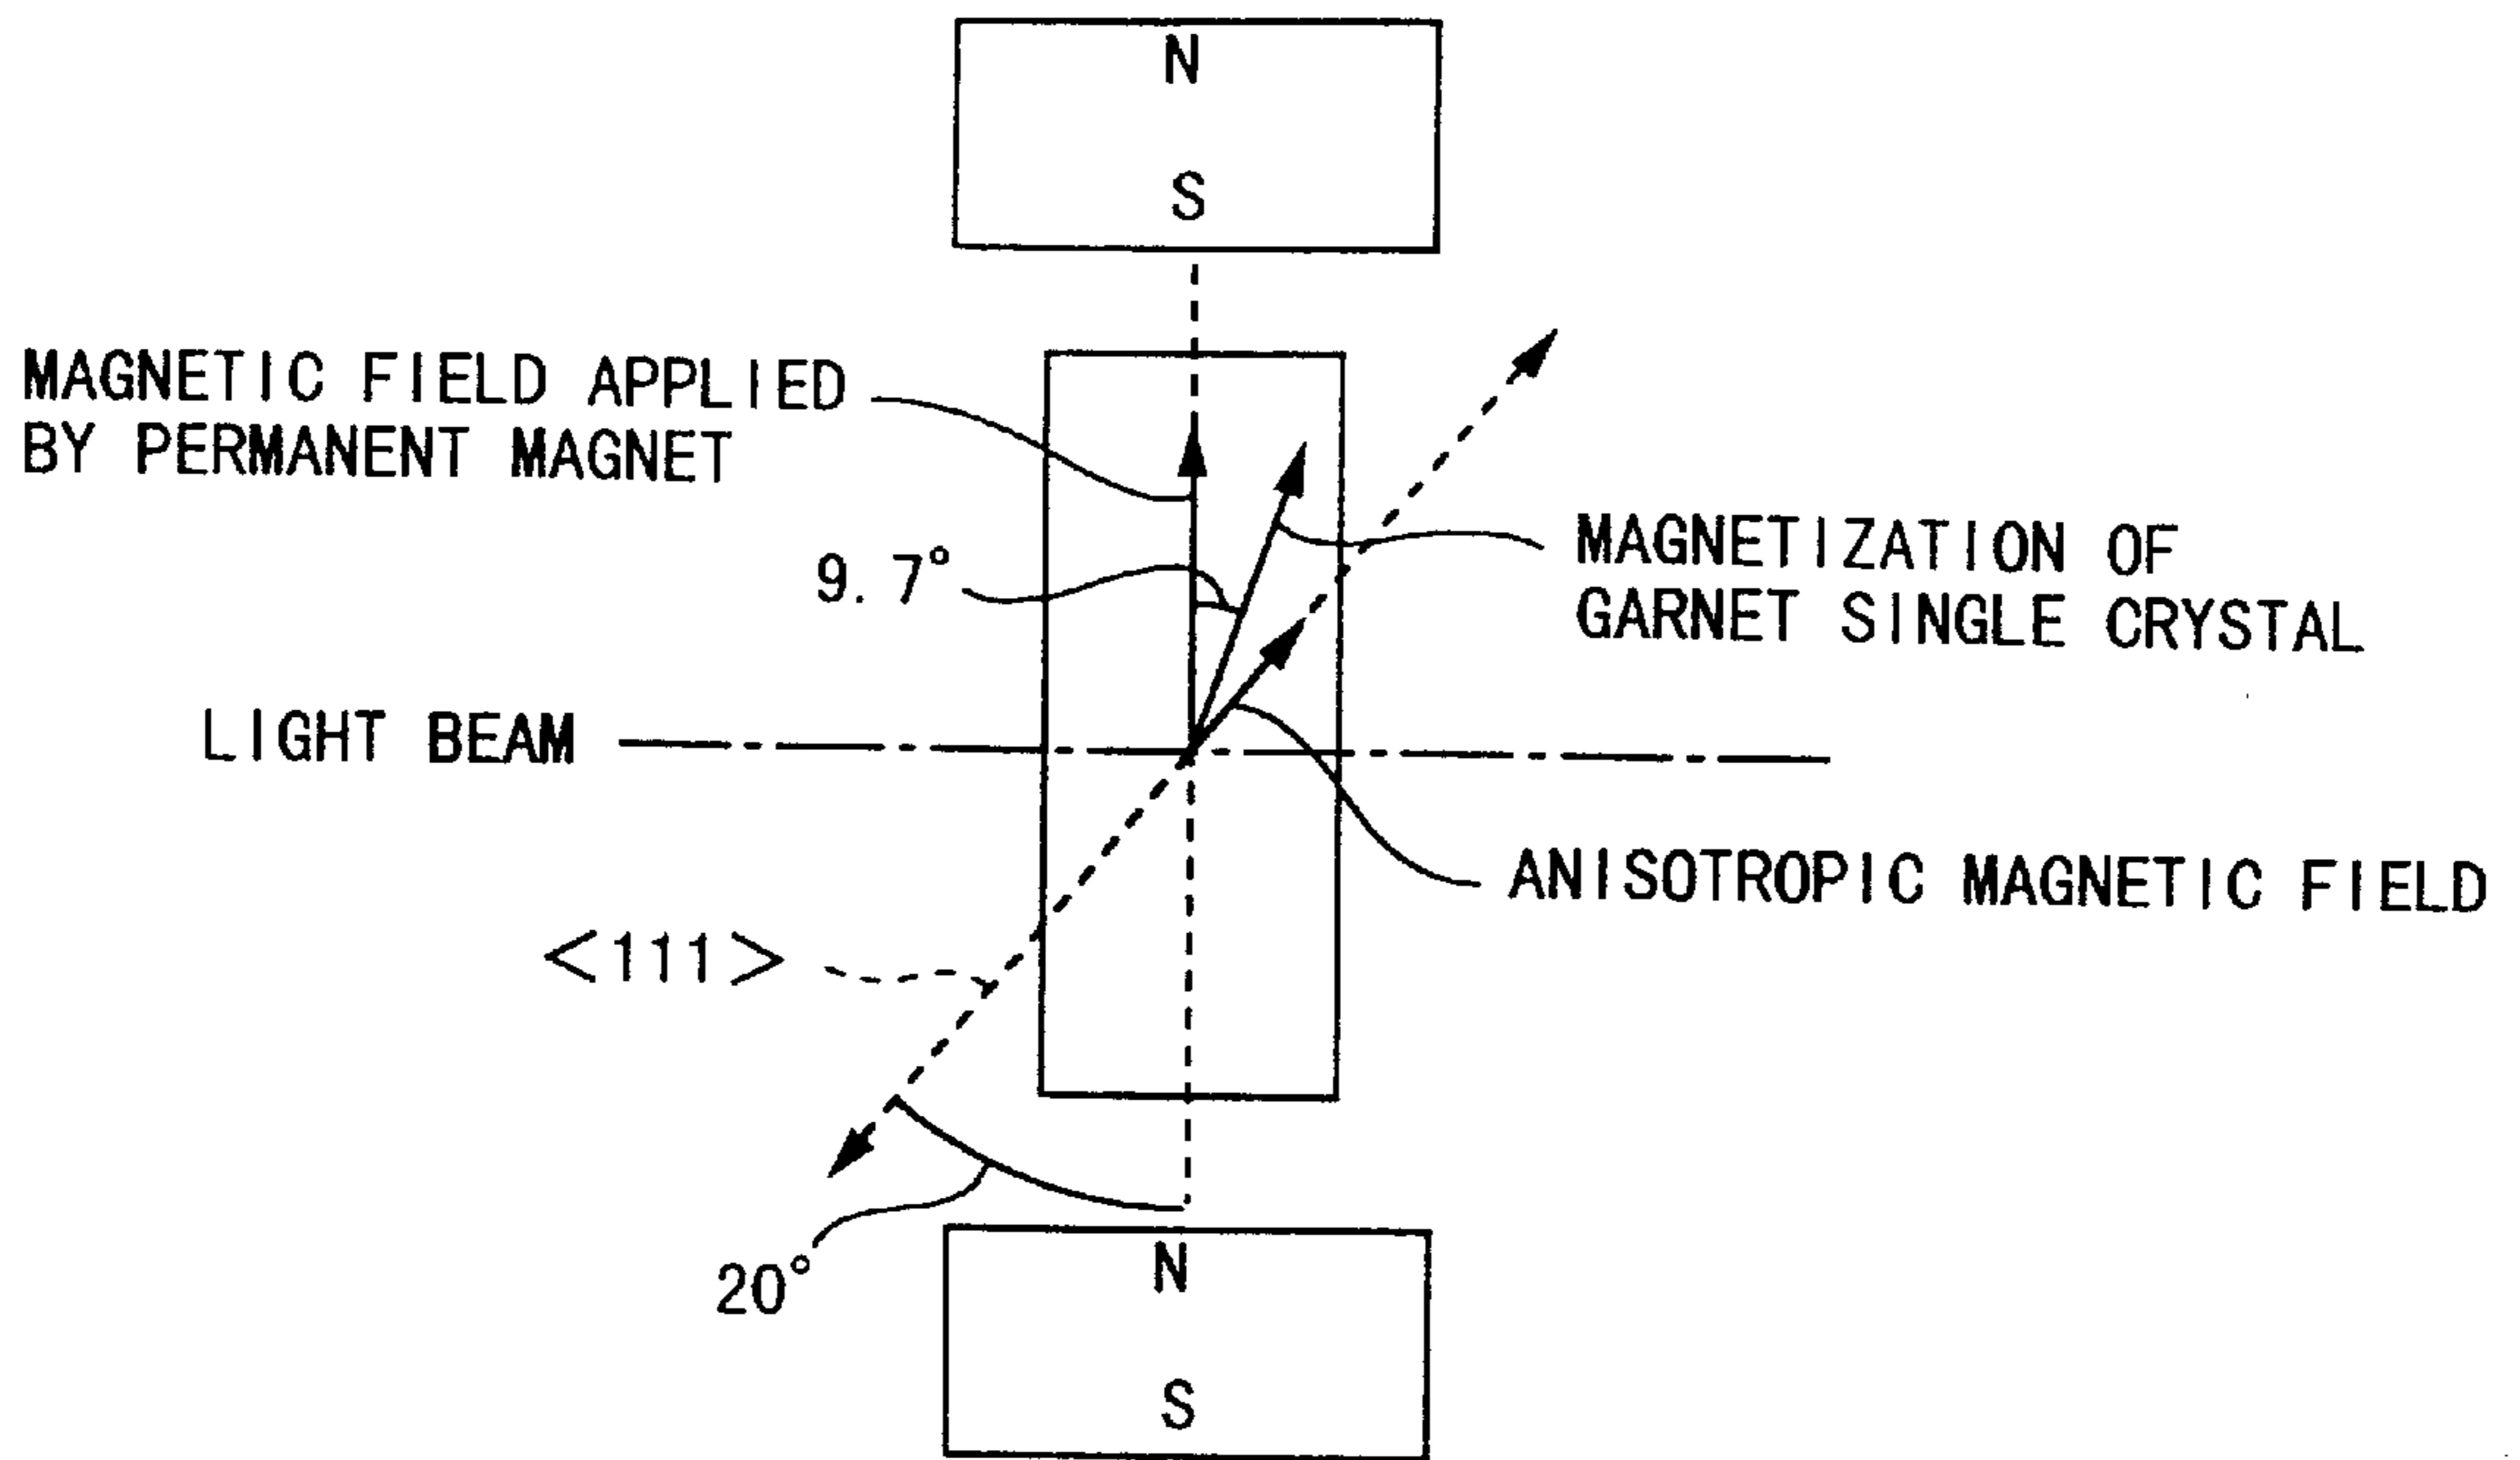 N
S
MAGNETIC FIELD APPLIED
BY PERMANENT MAGNET
9.7°
MAGNETIZATION OF
GARNET SINGLE CRYSTAL
LIGHT BEAM
ANISOTROPIC MAGNETIC FIELD
<111>
20°
N
S